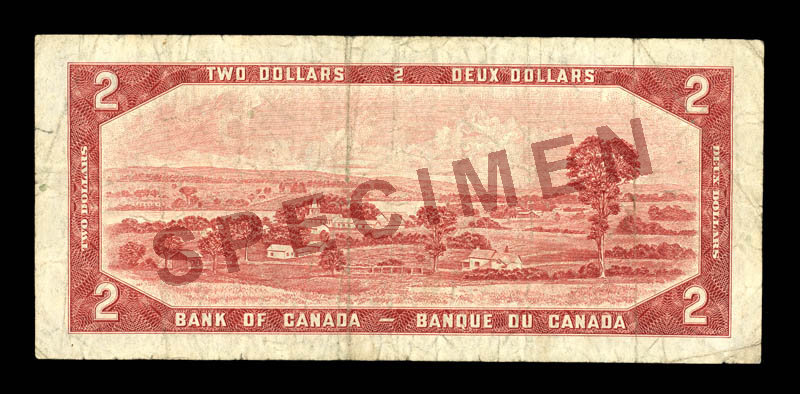 TWO DOLLARS 2 DEUX DOLLARS
2 2
TWO DOLLARS
DEUX DOLLARS
SPECIMEN
2 2
BANK OF CANADA — BANQUE DU CANADA